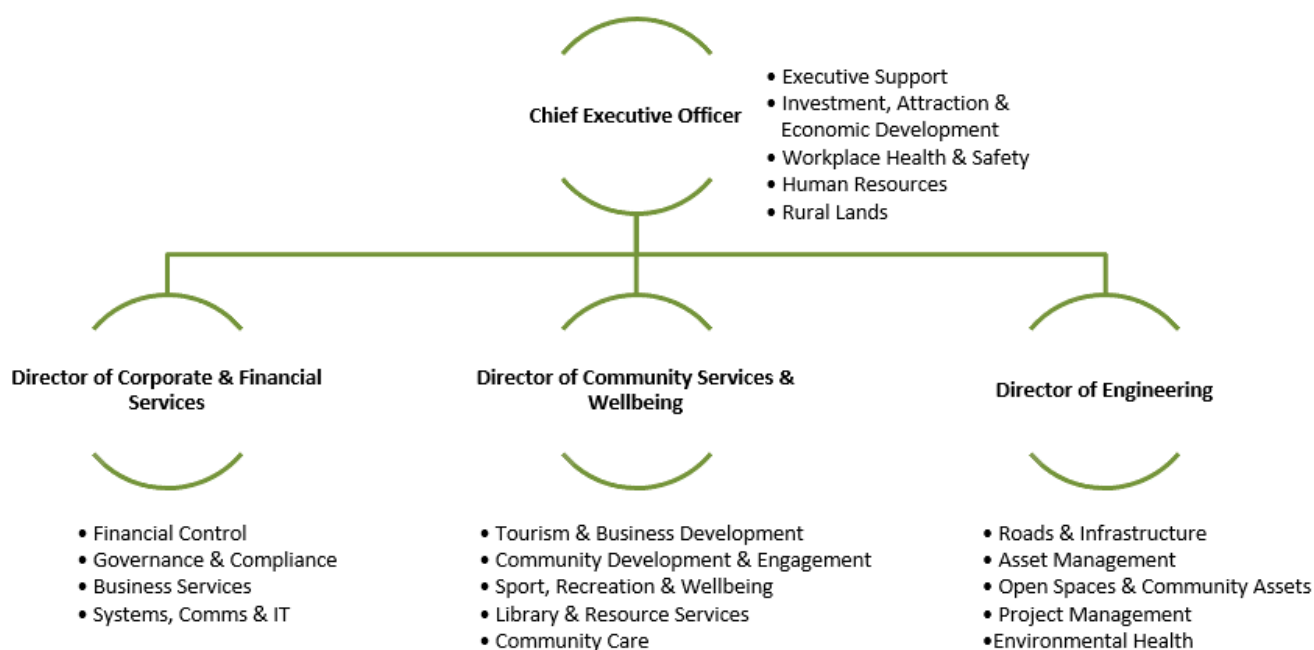 Chief Executive Officer
• Executive Support
• Investment, Attraction &
Economic Development
• Workplace Health & Safety
• Human Resources
• Rural Lands
Director of Corporate & Financial
Services
• Financial Control
• Governance & Compliance
• Business Services
• Systems, Comms & IT
Director of Community Services &
Wellbeing
• Tourism & Business Development
• Community Development & Engagement
• Sport, Recreation & Wellbeing
• Library & Resource Services
• Community Care
Director of Engineering
• Roads & Infrastructure
• Asset Management
• Open Spaces & Community Assets
• Project Management
•Environmental Health